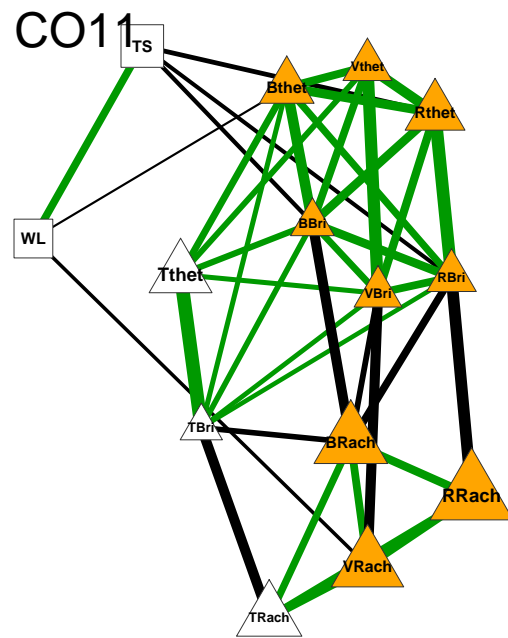 CO11
TS
Vthet
Bthet
Rthet
BBri
WL
Tthet
RBri
VBri
TBri
BRach
RRach
VRach
TRach